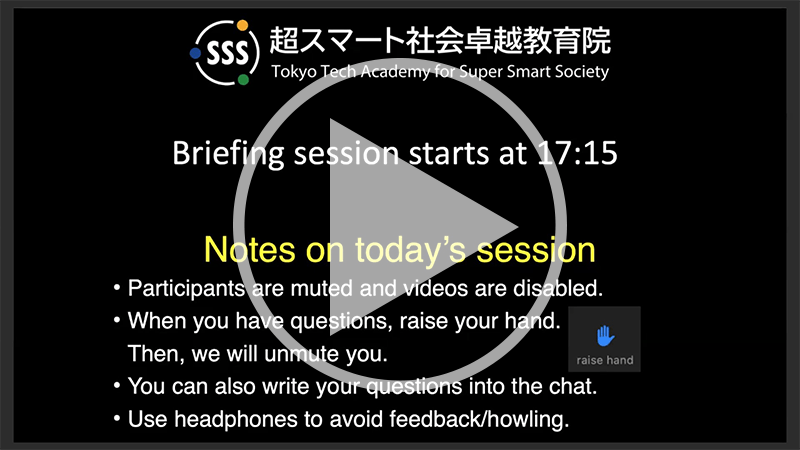 SSS 超スマート社会卓越教育院
Tokyo Tech Academy for Super Smart Society
Briefing session starts at 17:15
Notes on today's session
• Participants are muted and videos are disabled.
• When you have questions, raise your hand.
Then, we will unmute you.
raise hand
• You can also write your questions into the chat.
• Use headphones to avoid feedback/howling.